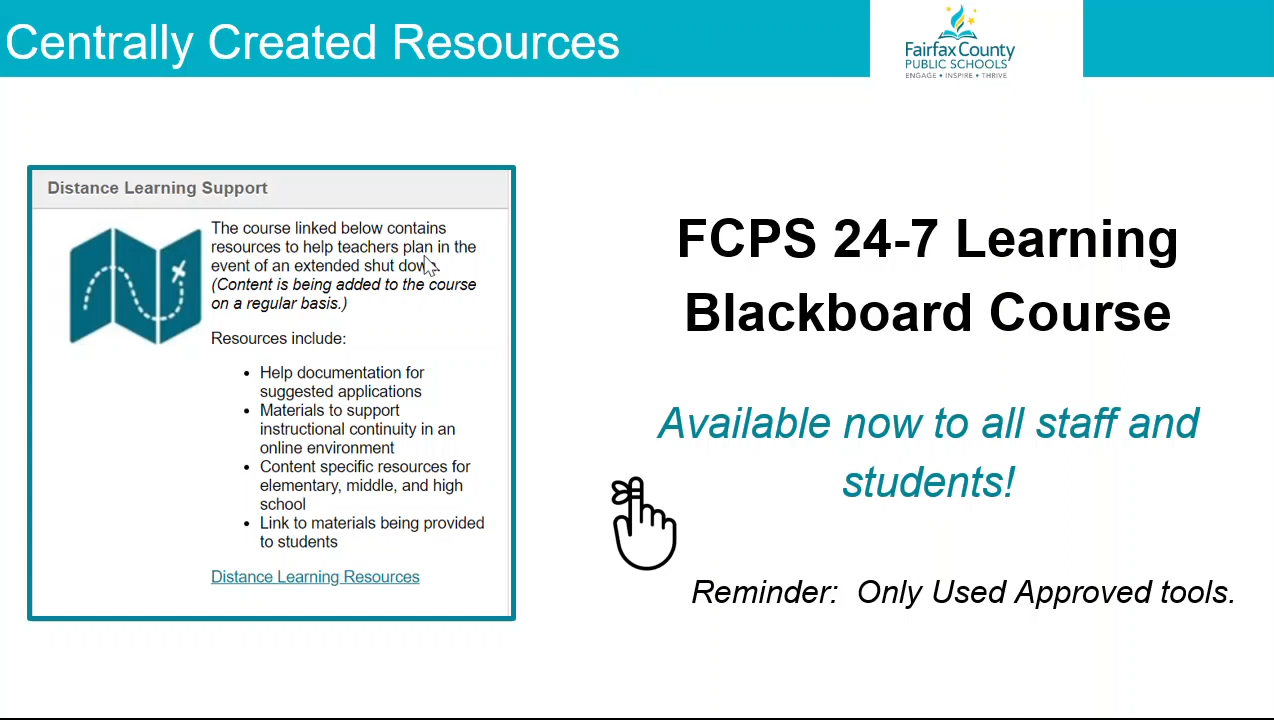 Centrally Created Resources
Fairfax County
PUBLIC SCHOOLS
ENGAGE • INSPIRE • THRIVE
Distance Learning Support
The course linked below contains
resources to help teachers plan in the
event of an extended shut down.
(Content is being added to the course
on a regular basis.)
Resources include:
• Help documentation for
suggested applications
• Materials to support
instructional continuity in an
online environment
• Content specific resources for
elementary, middle, and high
school
• Link to materials being provided
to students
Distance Learning Resources
FCPS 24-7 Learning
Blackboard Course
Available now to all staff and
students!
Reminder:  Only Used Approved tools.